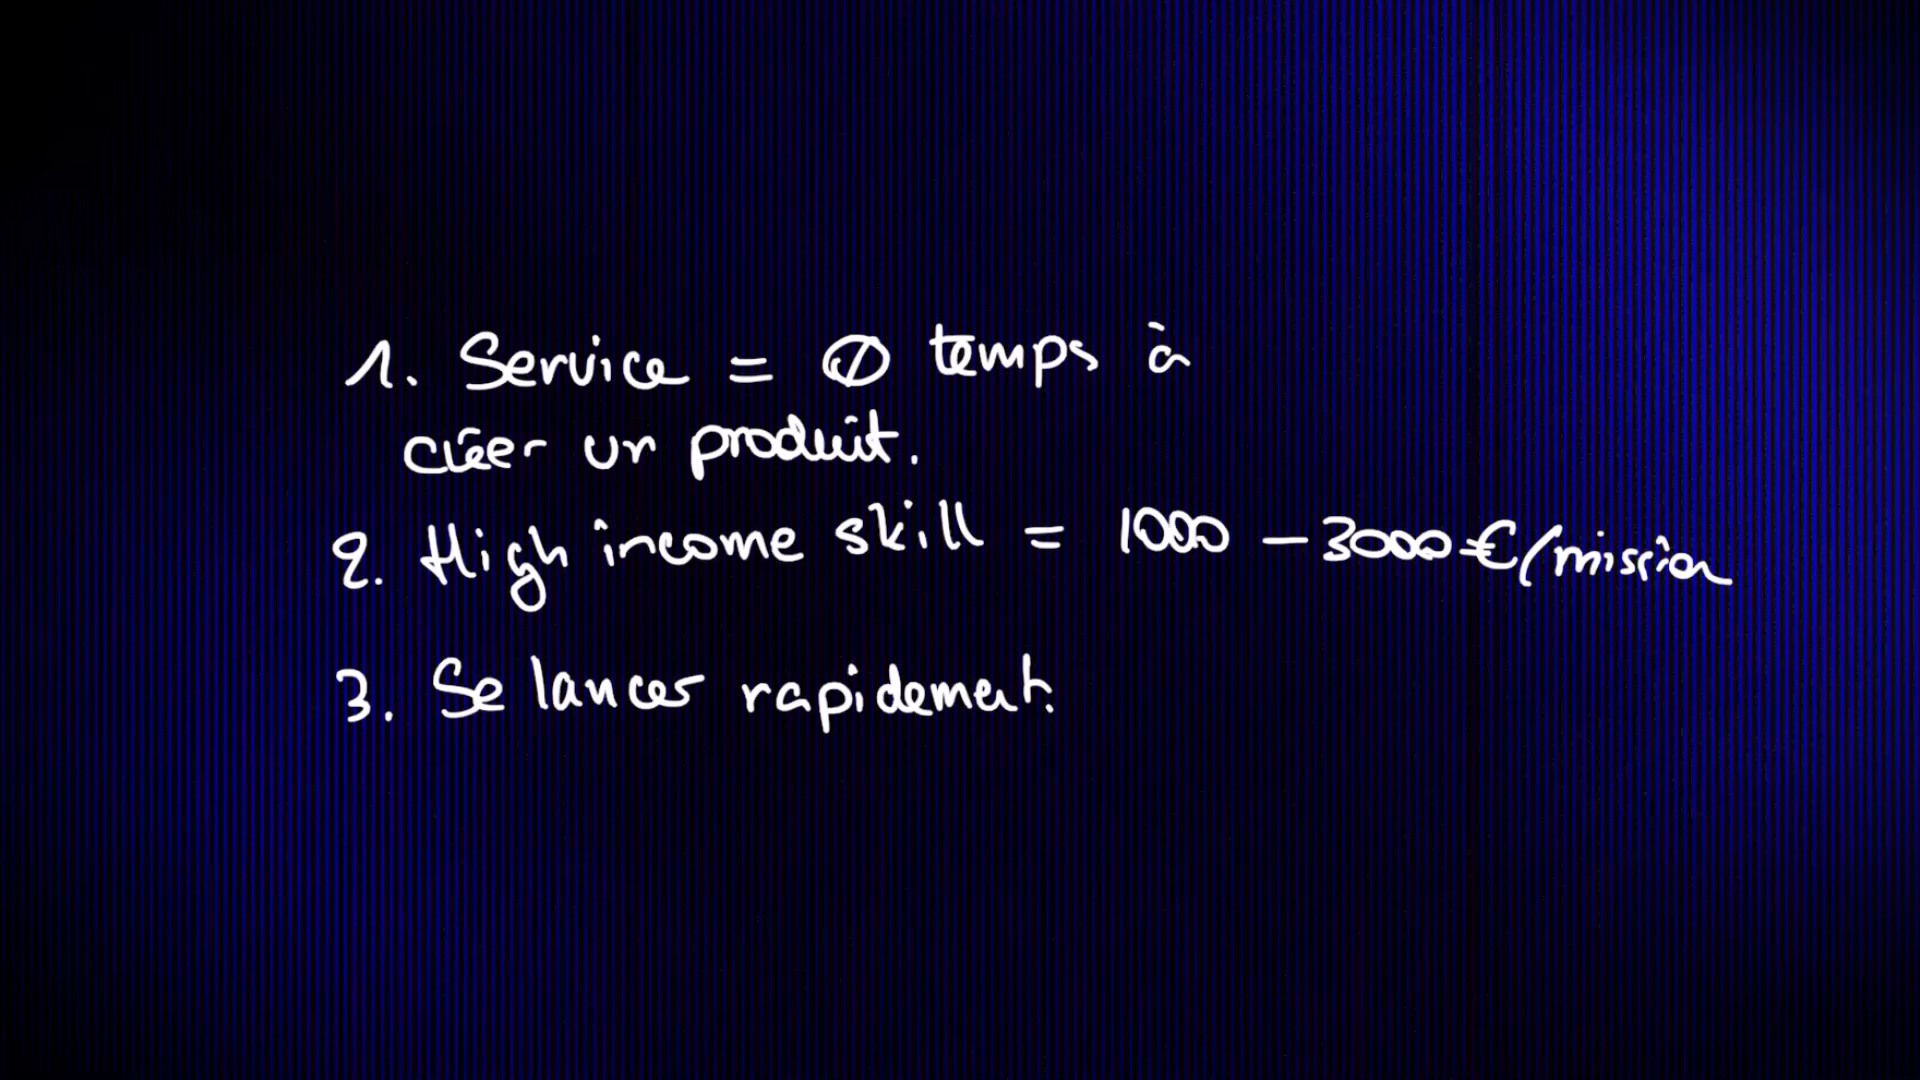 1. Service = Ø temps à
créer un produit.
2. High income skill = 1000 - 3000 €/mission
3. Se lancer rapidement.